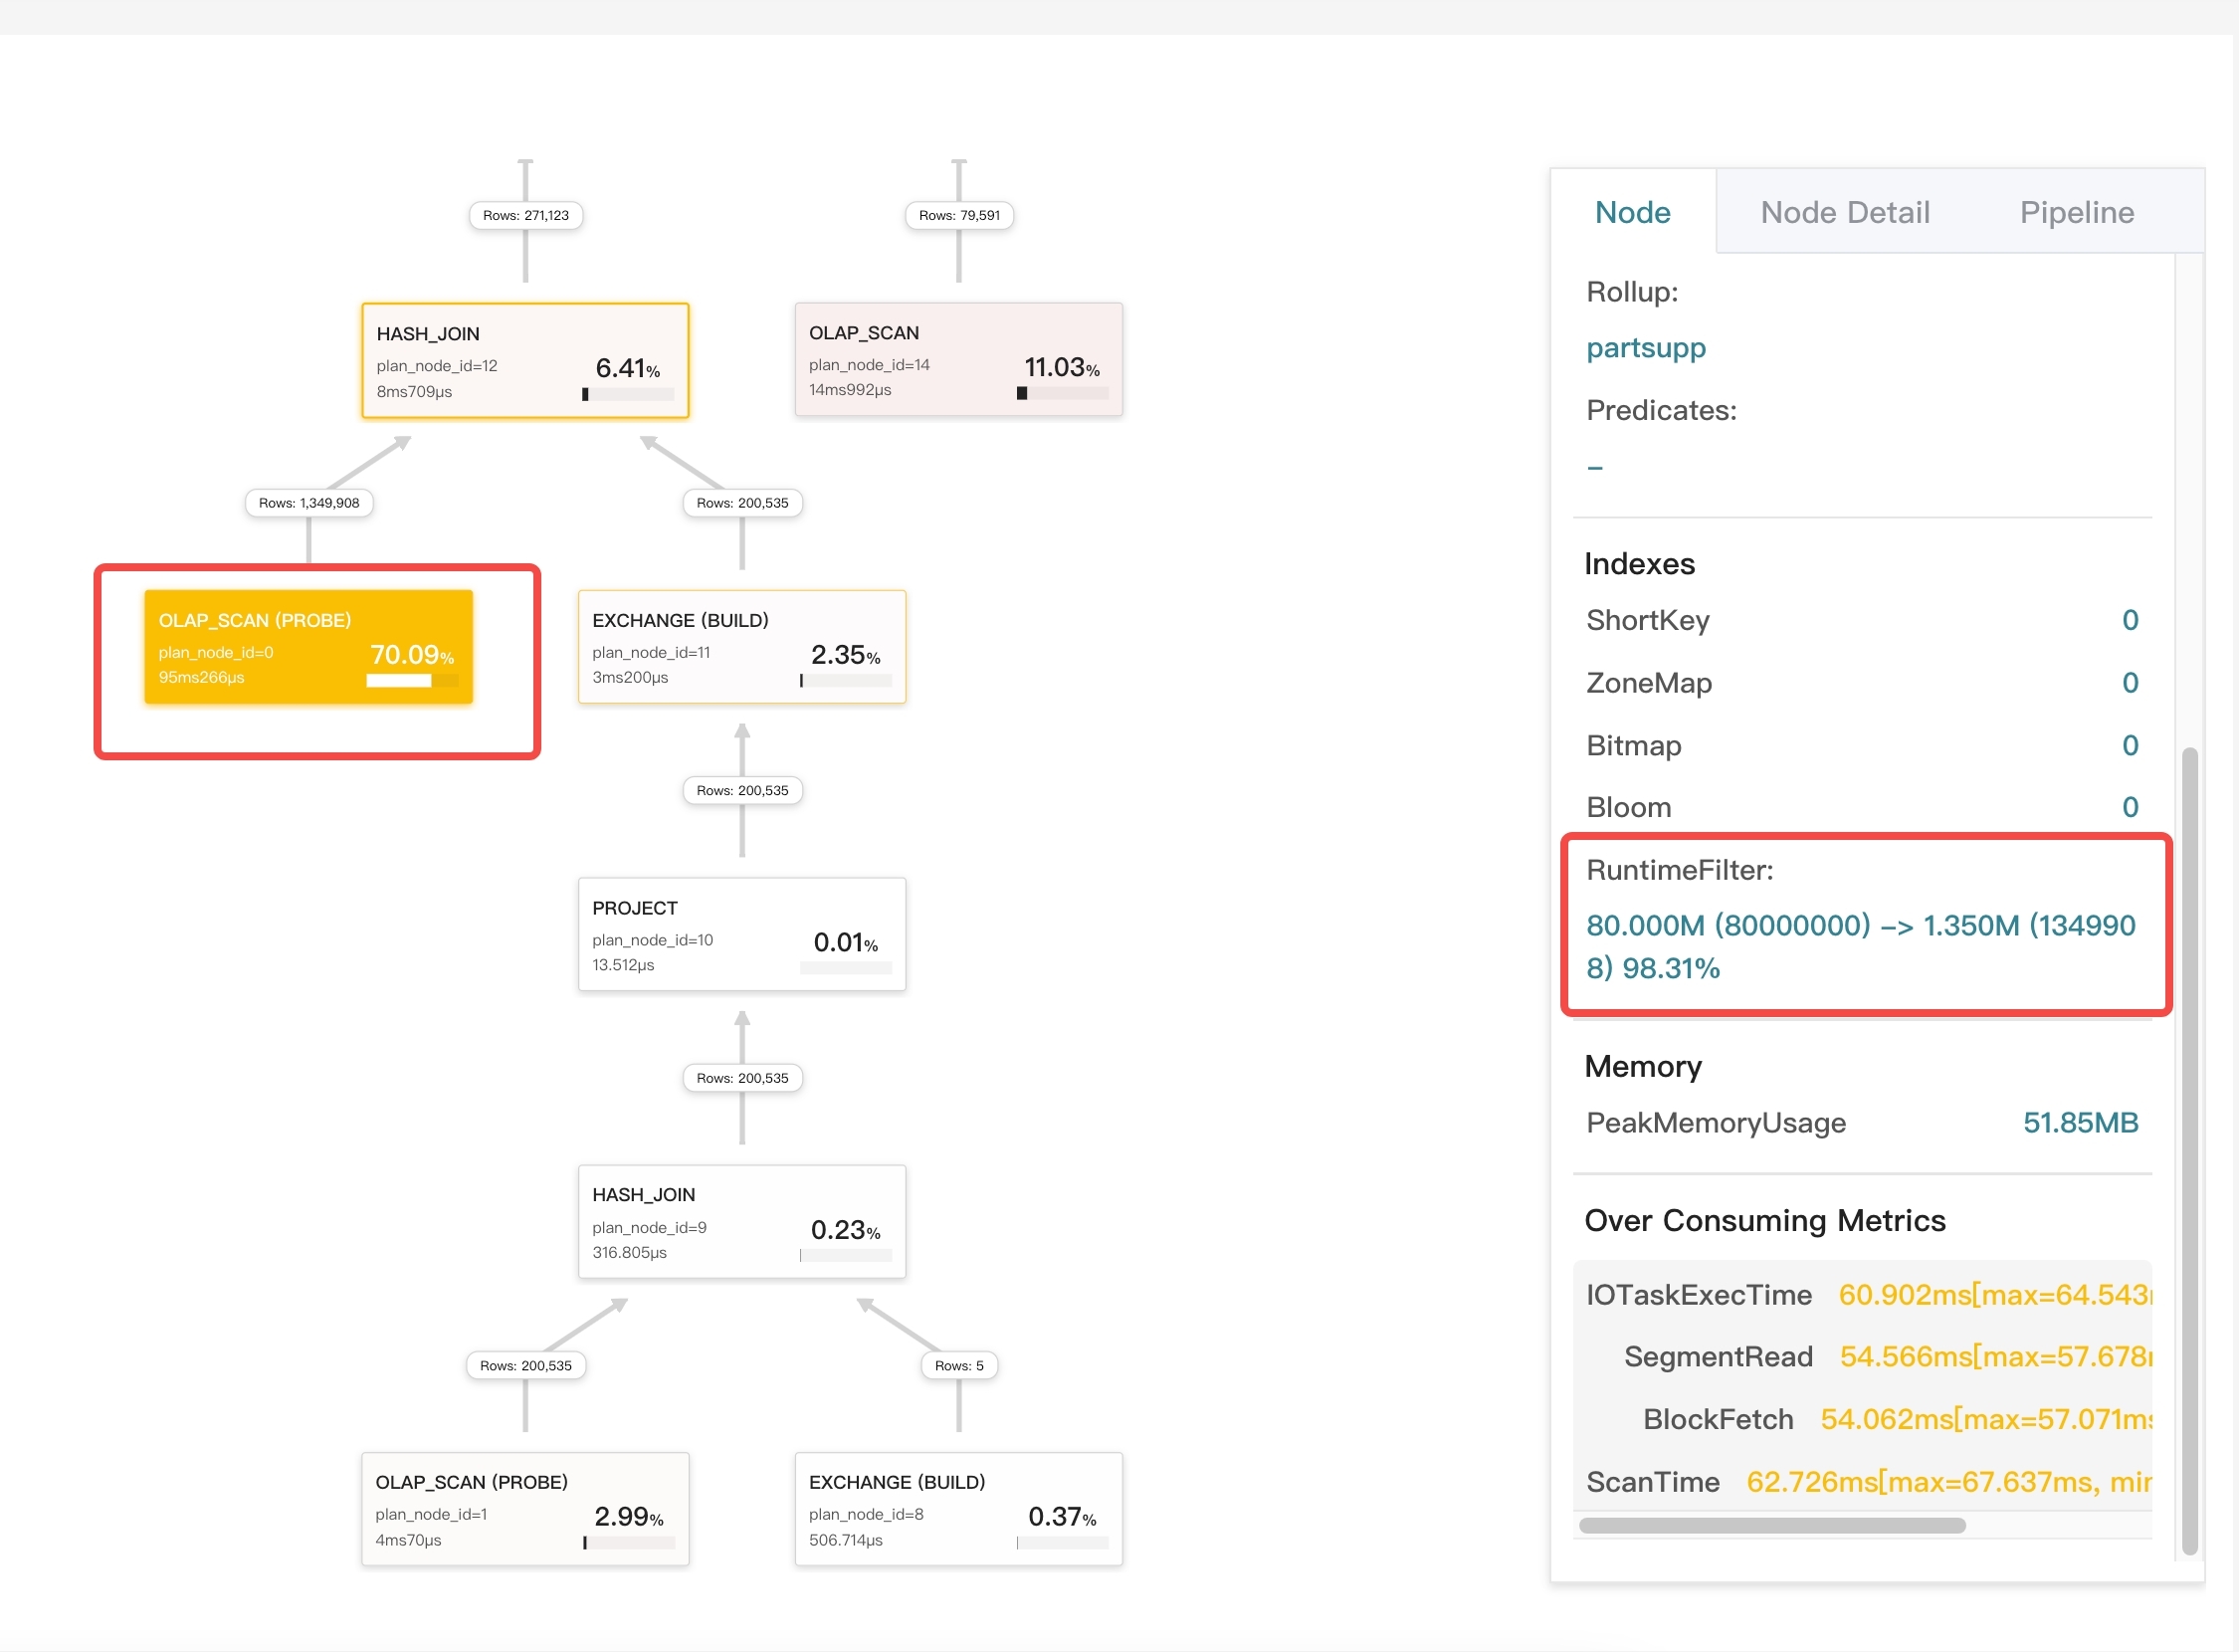 Rows: 271,123
Rows: 79,591
HASH_JOIN
plan_node_id=12
8ms709μs
6.41%
OLAP_SCAN
plan_node_id=14
14ms992μs
11.03%
Rows: 1,349,908
Rows: 200,535
OLAP_SCAN (PROBE)
plan_node_id=0
95ms266μs
70.09%
EXCHANGE (BUILD)
plan_node_id=11
3ms200μs
2.35%
Rows: 200,535
PROJECT
plan_node_id=10
13.512μs
0.01%
Rows: 200,535
HASH_JOIN
plan_node_id=9
316.805μs
0.23%
Rows: 200,535
Rows: 5
OLAP_SCAN (PROBE)
plan_node_id=1
4ms70μs
2.99%
EXCHANGE (BUILD)
plan_node_id=8
506.714μs
0.37%
Node Node Detail Pipeline
Rollup:
partsupp
Predicates:
–
Indexes
ShortKey 0
ZoneMap 0
Bitmap 0
Bloom 0
RuntimeFilter:
80.000M (80000000) –> 1.350M (134990
8) 98.31%
Memory
PeakMemoryUsage 51.85MB
Over Consuming Metrics
IOTaskExecTime 60.902ms[max=64.543
SegmentRead 54.566ms[max=57.678
BlockFetch 54.062ms[max=57.071ms
ScanTime 62.726ms[max=67.637ms, min